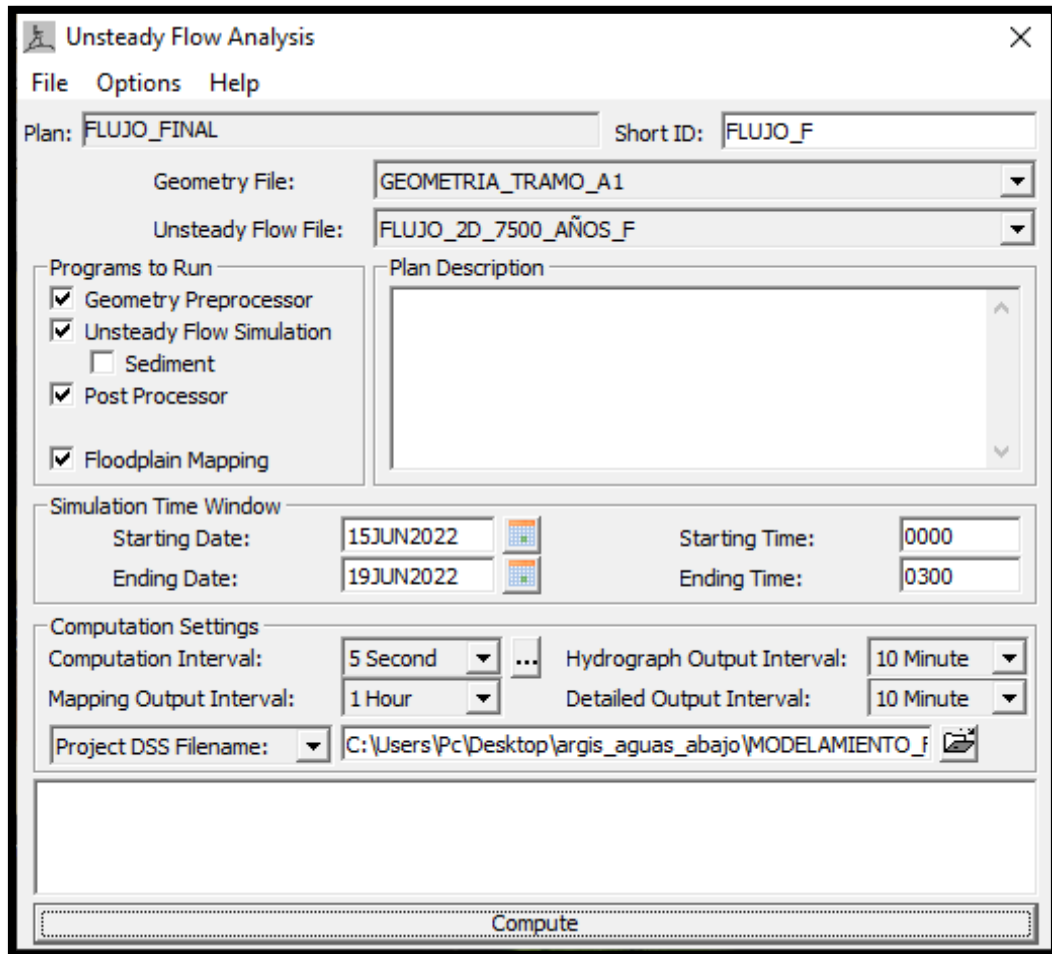 Unsteady Flow Analysis
File Options Help
Plan: FLUJO_FINAL Short ID: FLUJO_F
Geometry File: GEOMETRIA_TRAMO_A1
Unsteady Flow File: FLUJO_2D_7500_AÑOS_F
Programs to Run
Geometry Preprocessor
Unsteady Flow Simulation
Sediment
Post Processor
Floodplain Mapping
Plan Description
Simulation Time Window
Starting Date: 15JUN2022 Starting Time: 0000
Ending Date: 19JUN2022 Ending Time: 0300
Computation Settings
Computation Interval: 5 Second ... Hydrograph Output Interval: 10 Minute
Mapping Output Interval: 1 Hour Detailed Output Interval: 10 Minute
Project DSS Filename: C:\Users\Pc\Desktop\argis_aguas_abajo\MODELAMIENTO_F
Compute